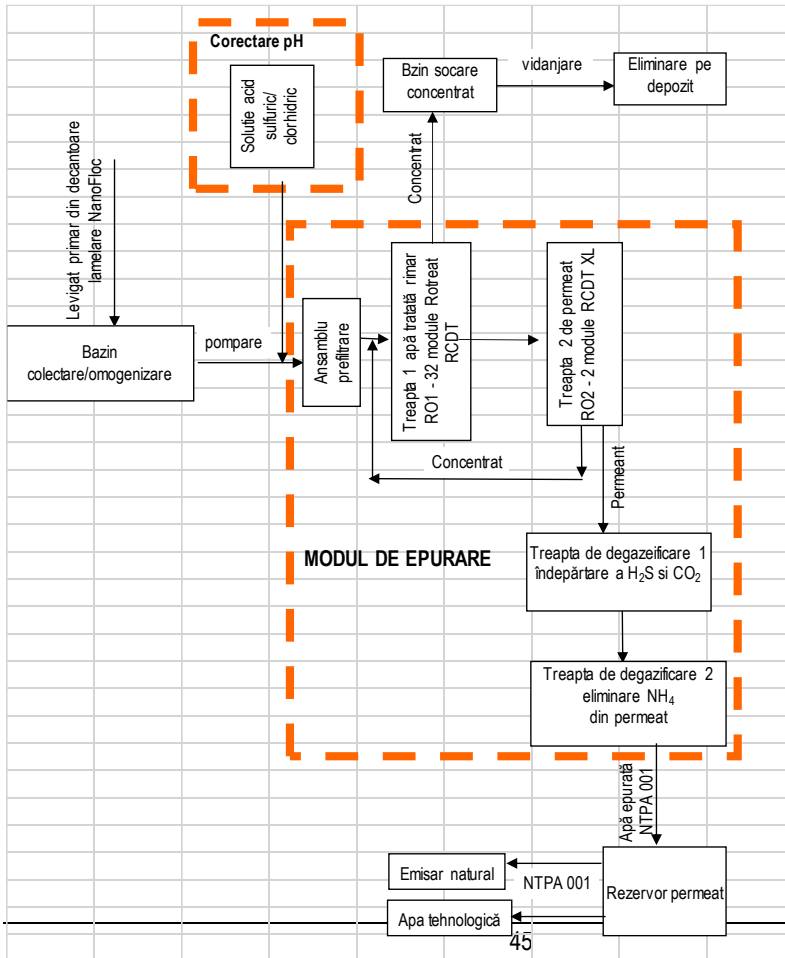 Corectare pH
Solutie acid
sulfuric/
clorhidric
Bzin socare
concentrat
vidanjare
Eliminare pe
depozit
Levigat primar din decantoare
lamelare NanoFloc
Concentrat
Bazin
colectare/omogenizare
pompare
Ansamblu
prefiltrare
Treapta 1 apă tratată rimar
RO1 - 32 module Rotreat
RCDT
Treapta 2 de permeat
RO2 - 2 module RCDT XL
Concentrat
Permeant
MODUL DE EPURARE
Treapta de degazeificare 1
îndepărtare a H₂S si CO₂
Treapta de degazificare 2
eliminare NH₄
din permeat
Apă epurată
NTPA 001
Emisar natural
NTPA 001
Rezervor permeat
Apa tehnologică
45